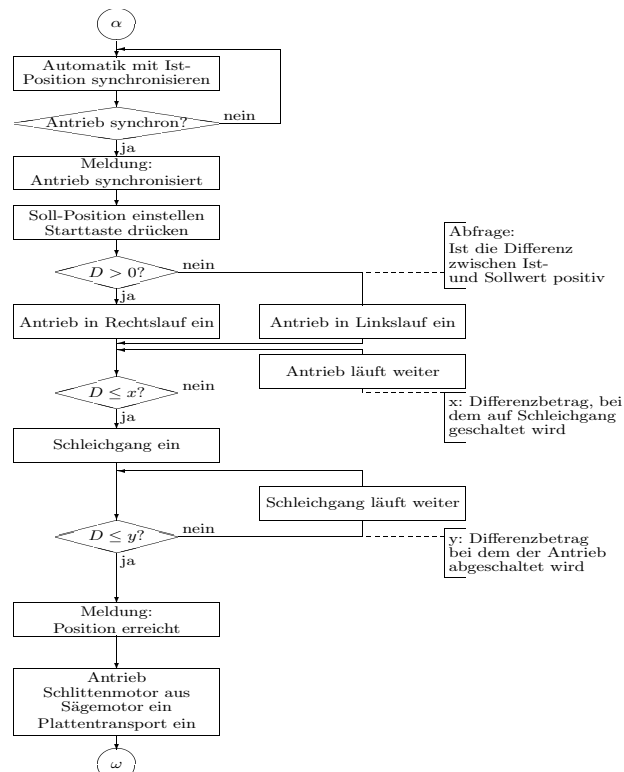 α
Automatik mit Ist-
Position synchronisieren
Antrieb synchron?
nein
ja
Meldung:
Antrieb synchronisiert
Soll-Position einstellen
Starttaste drücken
D > 0?
nein
ja
Abfrage:
Ist die Differenz
zwischen Ist-
und Sollwert positiv
Antrieb in Rechtslauf ein
Antrieb in Linkslauf ein
Antrieb läuft weiter
D ≤ x?
nein
ja
x: Differenzbetrag, bei
dem auf Schleichgang
geschaltet wird
Schleichgang ein
Schleichgang läuft weiter
D ≤ y?
nein
ja
y: Differenzbetrag
bei dem der Antrieb
abgeschaltet wird
Meldung:
Position erreicht
Antrieb
Schlittenmotor aus
Sägemotor ein
Plattentransport ein
ω